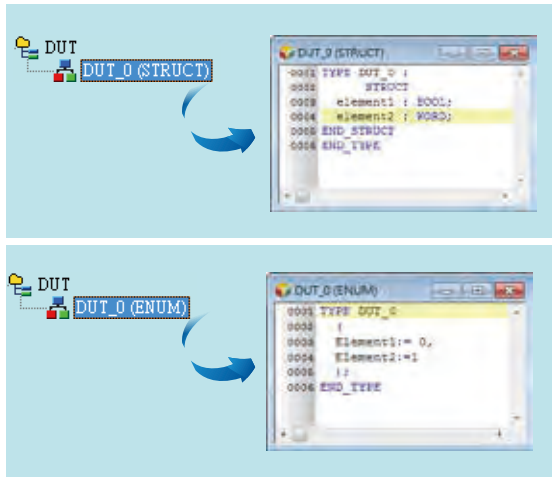 DUT
DUT_0 (STRUCT)
DUT_0 (STRUCT)
0001 TYPE DUT_0 :
0002 STRUCT
0003 element1 : BOOL;
0004 element2 : WORD;
0005 END_STRUCT
0006 END_TYPE
DUT
DUT_0 (ENUM)
DUT_0 (ENUM)
0001 TYPE DUT_0
0002 (
0003 Element1:= 0,
0004 Element2:=1
0005 );
0006 END_TYPE